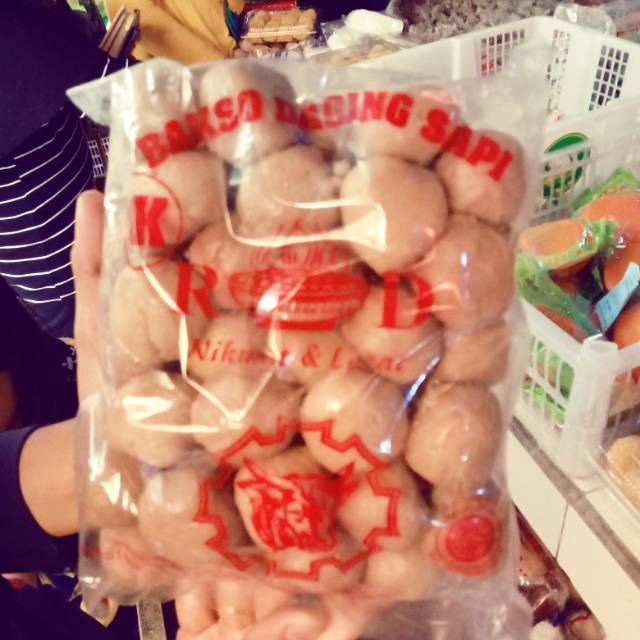 BAKSO DAGING SAPI
K
R D
Nikmat & Lezat